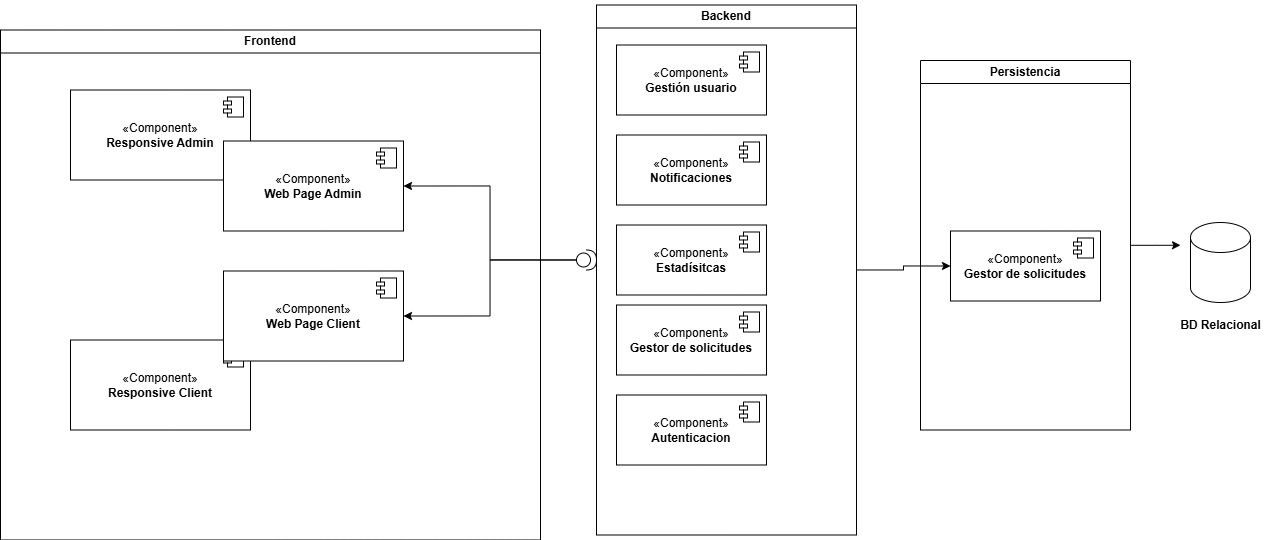 Frontend
«Component»
Responsive Admin
«Component»
Web Page Admin
«Component»
Web Page Client
«Component»
Responsive Client
Backend
«Component»
Gestión usuario
«Component»
Notificaciones
«Component»
Estadísitcas
«Component»
Gestor de solicitudes
«Component»
Autenticacion
Persistencia
«Component»
Gestor de solicitudes
BD Relacional